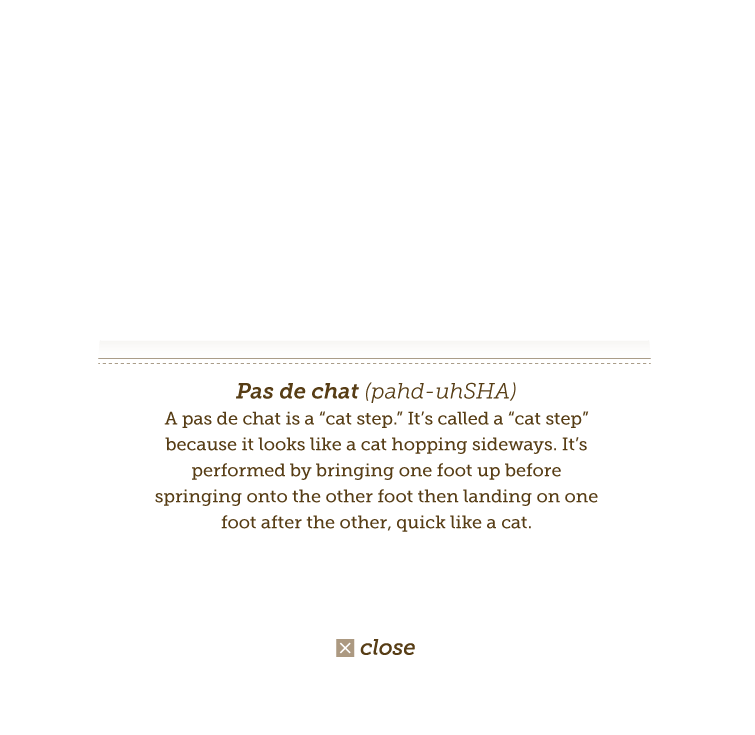 Pas de chat (pahd-uhSHA)
A pas de chat is a “cat step.” It’s called a “cat step”
because it looks like a cat hopping sideways. It’s
performed by bringing one foot up before
springing onto the other foot then landing on one
foot after the other, quick like a cat.
close